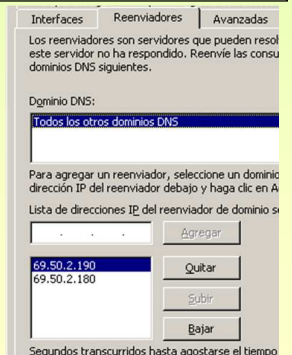 Interfaces Reenviadores Avanzadas
Los reenviadores son servidores que pueden resol
este servidor no ha respondido. Reenvíe las consu
dominios DNS siguientes.
Dominio DNS:
Todos los otros dominios DNS
Para agregar un reenviador, seleccione un dominio
dirección IP del reenviador debajo y haga clic en A
Lista de direcciones IP del reenviador de dominio se
. . . Agregar
69.50.2.190 Quitar
69.50.2.180
Subir
Bajar
Segundos transcurridos hasta agostarse el tiempo